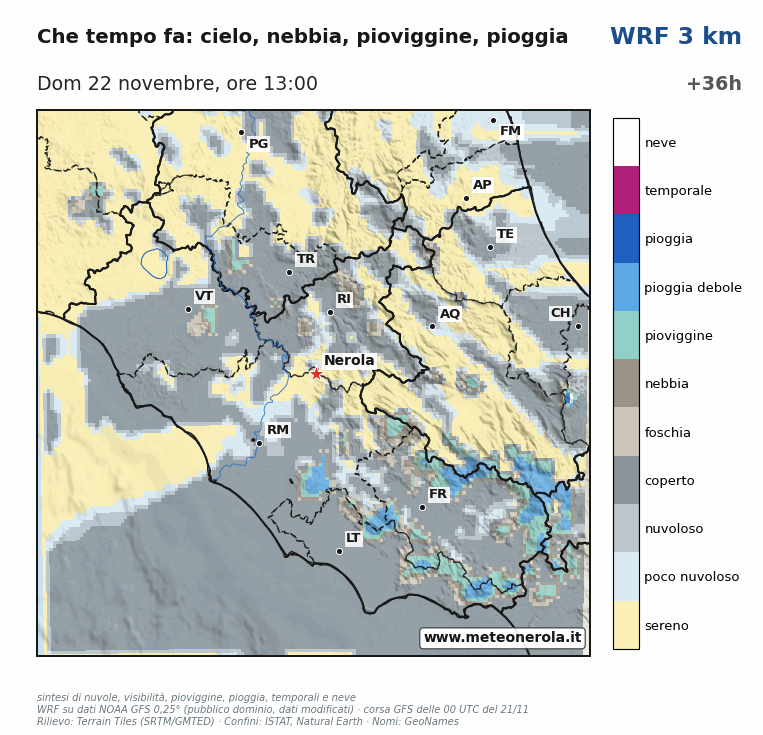 Che tempo fa: cielo, nebbia, pioviggine, pioggia
WRF 3 km
Dom 22 novembre, ore 13:00
+36h
FM
PG
AP
TE
TR
VT
RI
AQ
CH
Nerola
RM
FR
LT
www.meteonerola.it
neve
temporale
pioggia
pioggia debole
pioviggine
nebbia
foschia
coperto
nuvoloso
poco nuvoloso
sereno
sintesi di nuvole, visibilità, pioviggine, pioggia, temporali e neve
WRF su dati NOAA GFS 0,25° (pubblico dominio, dati modificati) · corsa GFS delle 00 UTC del 21/11
Rilievo: Terrain Tiles (SRTM/GMTED) · Confini: ISTAT, Natural Earth · Nomi: GeoNames